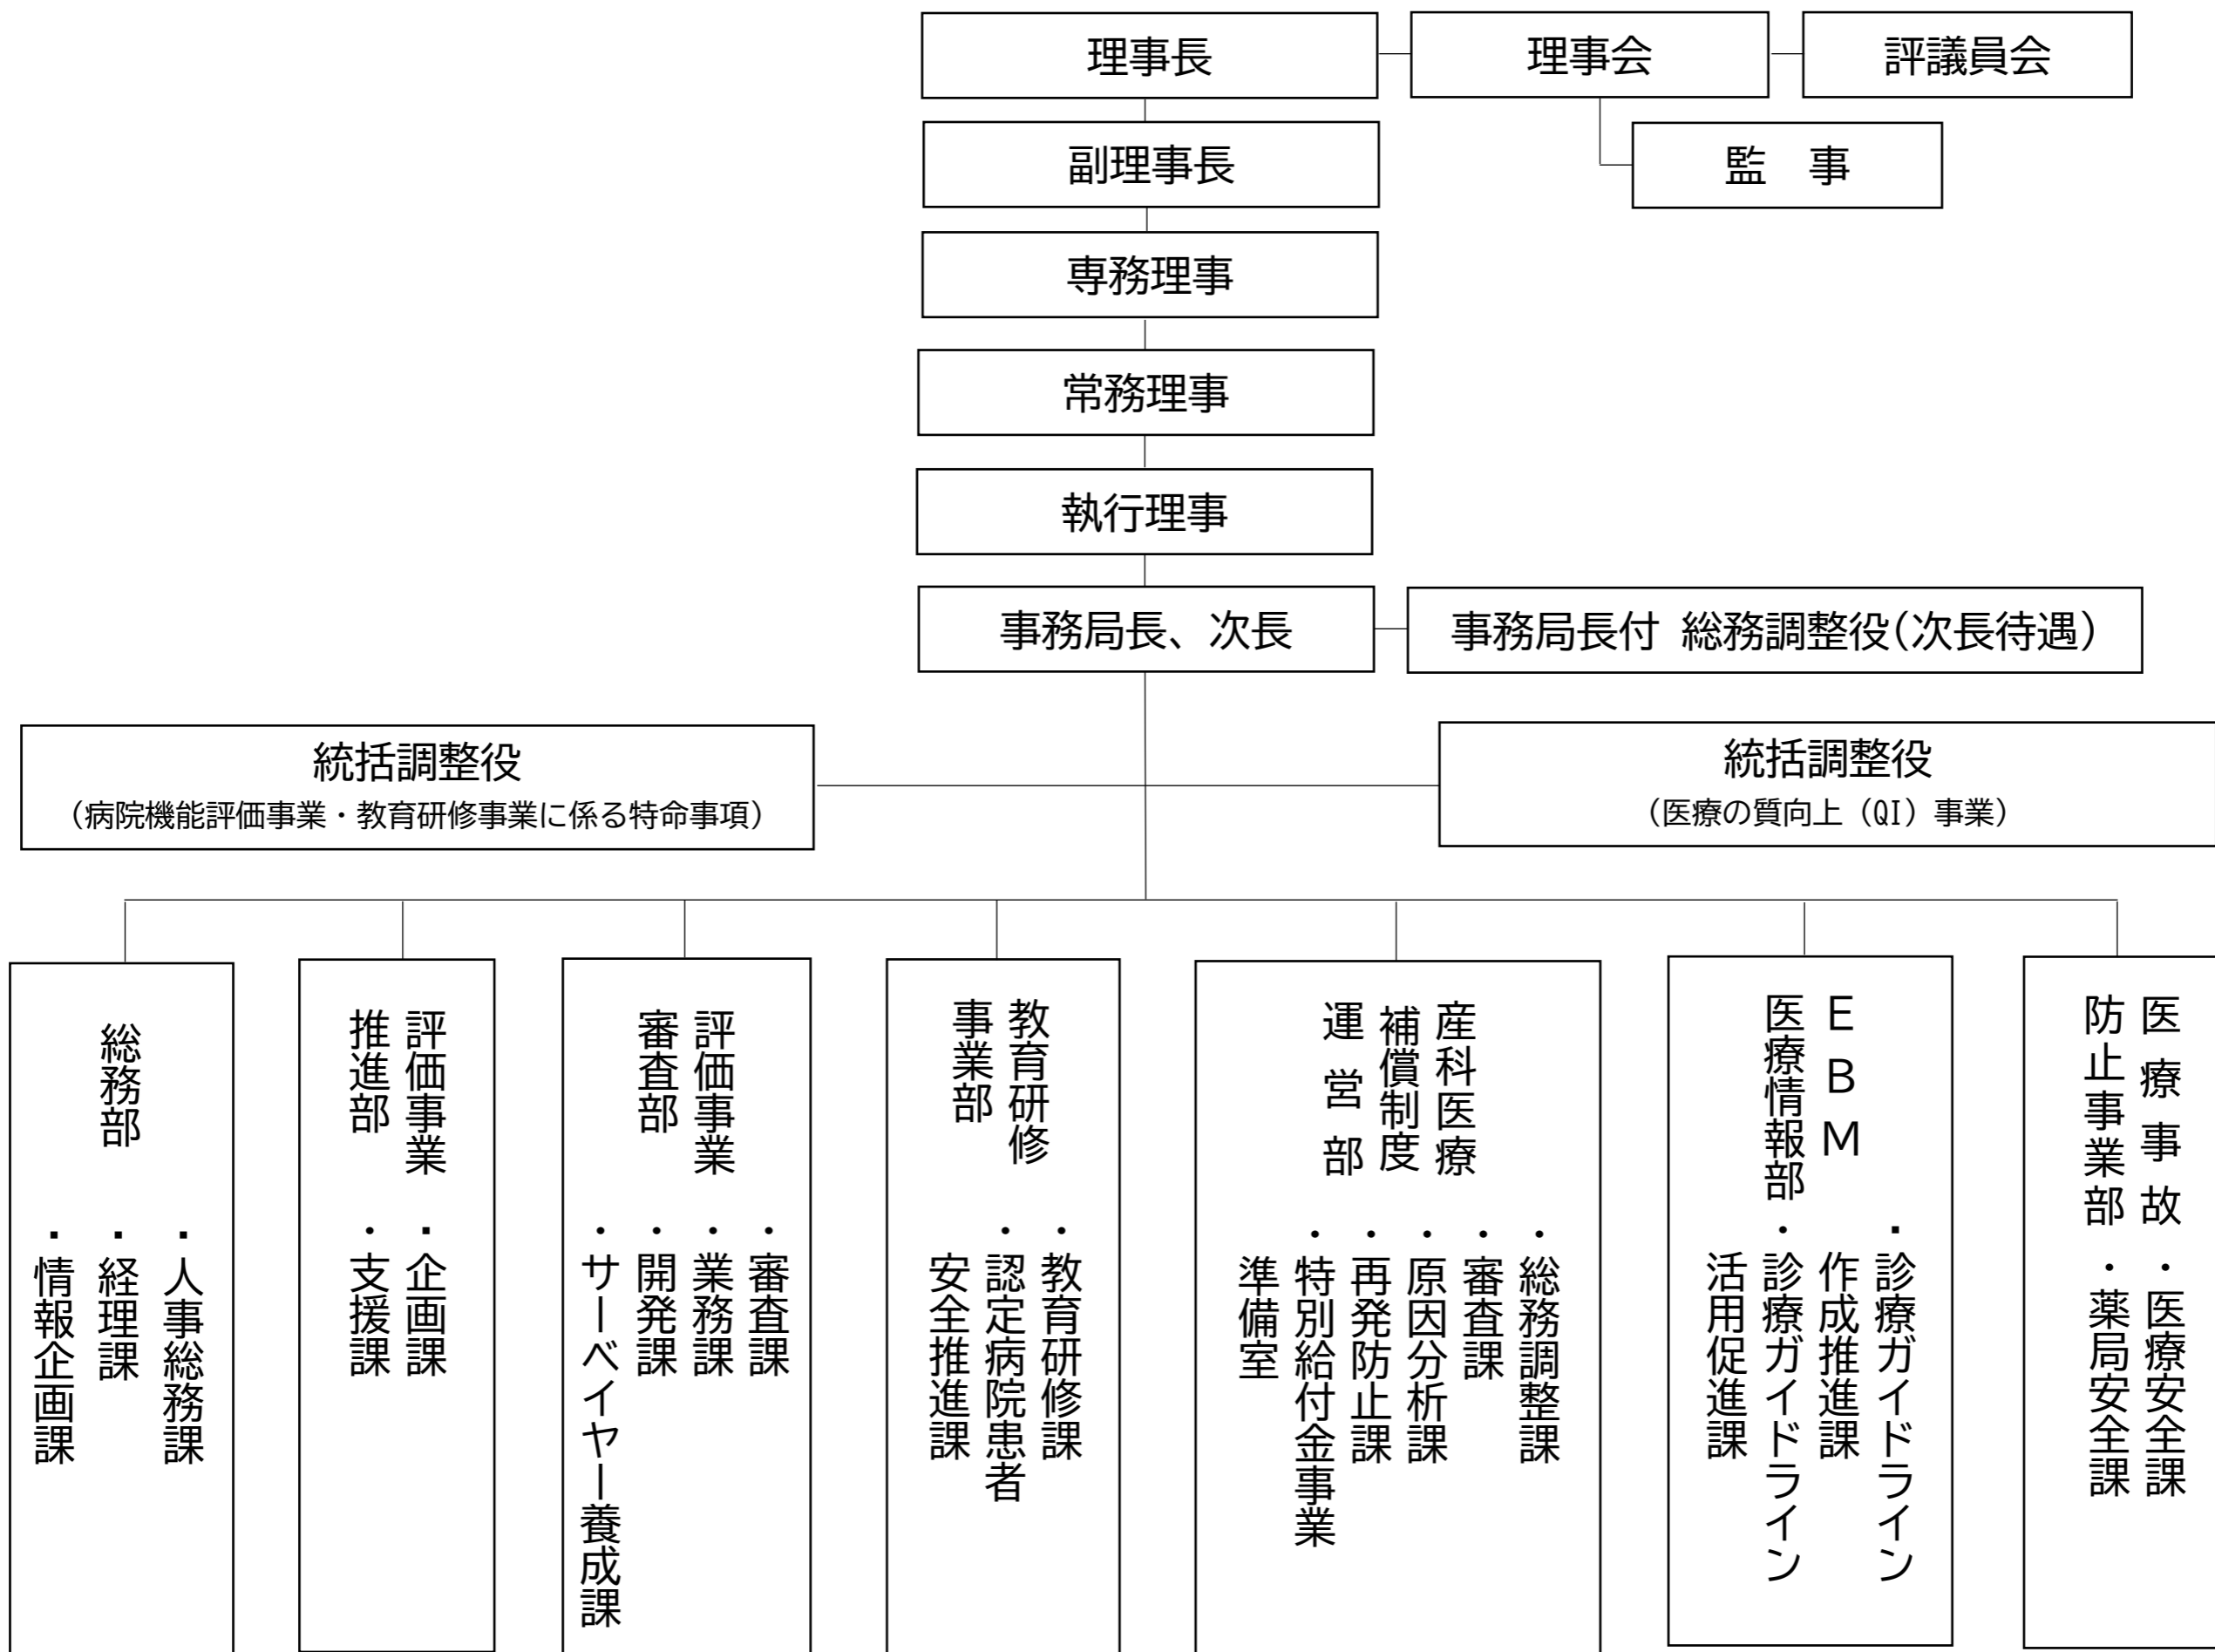 理事長
理事会
評議員会
副理事長
監　事
専務理事
常務理事
執行理事
事務局長、次長
事務局長付 総務調整役(次長待遇)
統括調整役
（病院機能評価事業・教育研修事業に係る特命事項）
統括調整役
（医療の質向上（QI）事業）
総務部
・人事総務課
・経理課
・情報企画課
評価事業
推進部
・企画課
・支援課
評価事業
審査部
・審査課
・業務課
・開発課
・サーベイヤー養成課
教育研修
事業部
・教育研修課
・認定病院患者
安全推進課
産科医療
補償制度
運営部
・総務調整課
・審査課
・原因分析課
・再発防止課
・特別給付金事業
準備室
ＥＢＭ
医療情報部
・診療ガイドライン
作成推進課
・診療ガイドライン
活用促進課
医療事故
防止事業部
・医療安全課
・薬局安全課